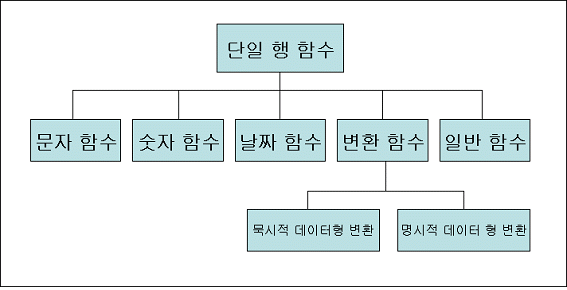 단일 행 함수
문자 함수
숫자 함수
날짜 함수
변환 함수
일반 함수
묵시적 데이터형 변환
명시적 데이터 형 변환